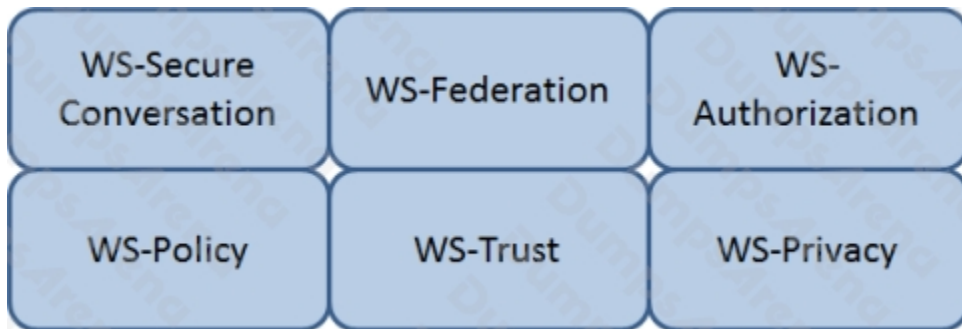 WS-Secure
Conversation
WS-Federation
WS-
Authorization
WS-Policy
WS-Trust
WS-Privacy